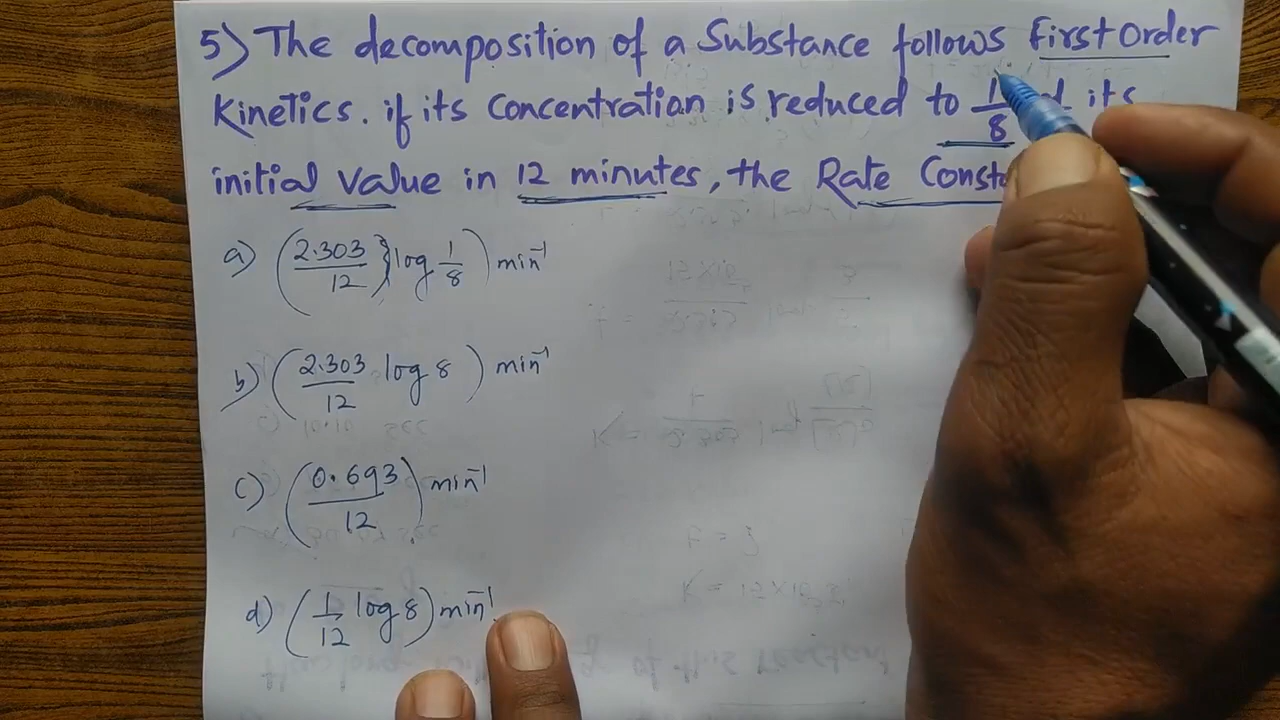 5) The decomposition of a Substance follows First Order
Kinetics. if its Concentration is reduced to 1/8 its
initial value in 12 minutes, the Rate
a) (2.303/12) log 1/8) min⁻¹
b) (2.303/12 log 8) min⁻¹
c) (0.693/12) min⁻¹
d) (1/12 log 8) min⁻¹